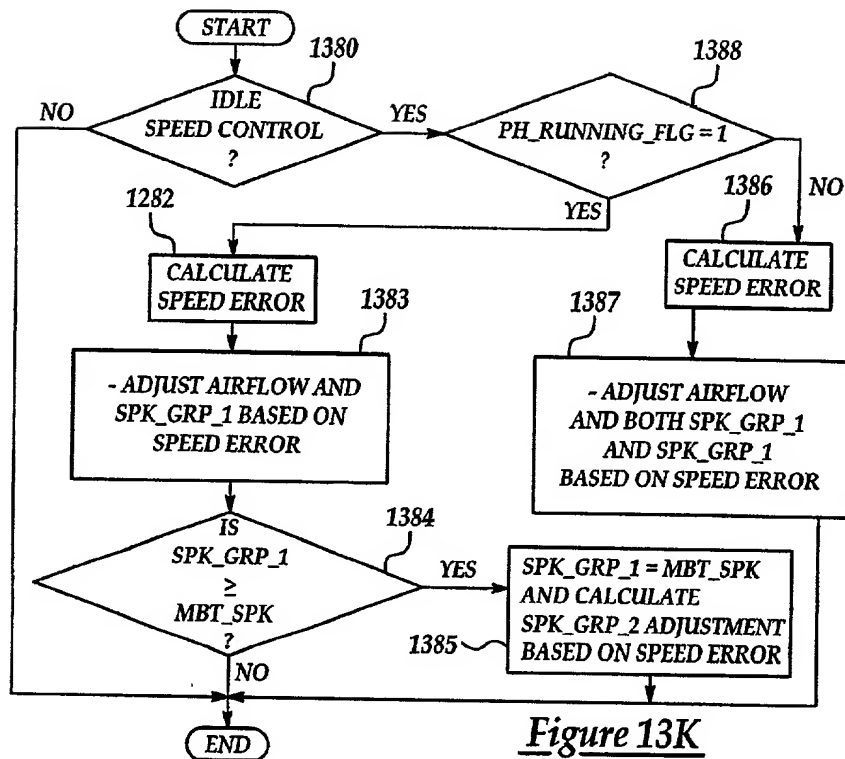 START
1380
IDLE
SPEED CONTROL
?
NO
YES
1388
PH_RUNNING_FLG = 1
?
YES
NO
1282
CALCULATE
SPEED ERROR
1386
CALCULATE
SPEED ERROR
1383
- ADJUST AIRFLOW AND
SPK_GRP_1 BASED ON
SPEED ERROR
1387
- ADJUST AIRFLOW
AND BOTH SPK_GRP_1
AND SPK_GRP_1
BASED ON SPEED ERROR
IS
SPK_GRP_1
≥
MBT_SPK
?
1384
YES
NO
SPK_GRP_1 = MBT_SPK
AND CALCULATE
SPK_GRP_2 ADJUSTMENT
BASED ON SPEED ERROR
1385
END
Figure 13K